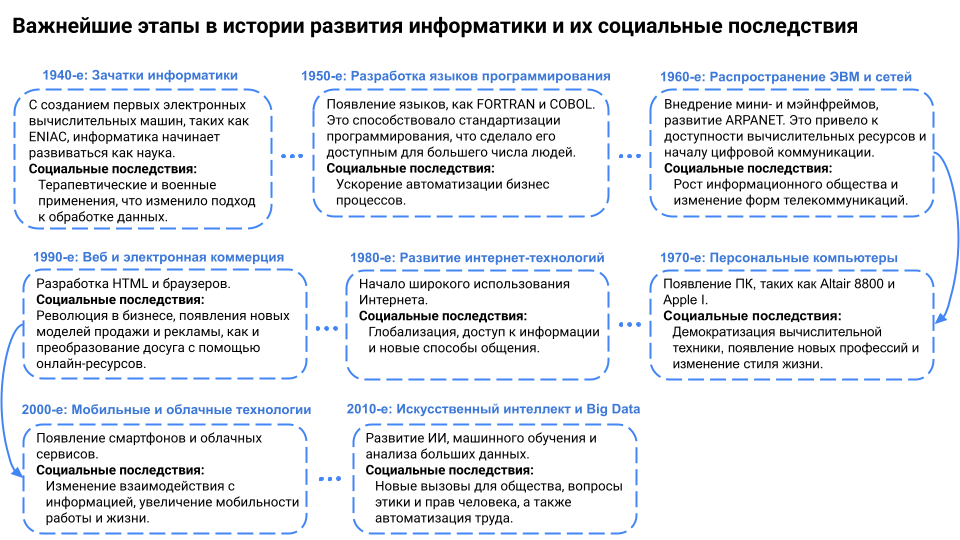 Важнейшие этапы в истории развития информатики и их социальные последствия
1940-е: Зачатки информатики
С созданием первых электронных
вычислительных машин, таких как
ENIAC, информатика начинает
развиваться как наука.
Социальные последствия:
Терапевтические и военные
применения, что изменило подход
к обработке данных.
1950-е: Разработка языков программирования
Появление языков, как FORTRAN и COBOL.
Это способствовало стандартизации
программирования, что сделало его
доступным для большего числа людей.
Социальные последствия:
Ускорение автоматизации бизнес
процессов.
1960-е: Распространение ЭВМ и сетей
Внедрение мини- и мэйнфреймов,
развитие ARPANET. Это привело к
доступности вычислительных ресурсов и
началу цифровой коммуникации.
Социальные последствия:
Рост информационного общества и
изменение форм телекоммуникаций.
1970-е: Персональные компьютеры
Появление ПК, таких как Altair 8800 и
Apple I.
Социальные последствия:
Демократизация вычислительной
техники, появление новых профессий и
изменение стиля жизни.
1980-е: Развитие интернет-технологий
Начало широкого использования
Интернета.
Социальные последствия:
Глобализация, доступ к информации
и новые способы общения.
1990-е: Веб и электронная коммерция
Разработка HTML и браузеров.
Социальные последствия:
Революция в бизнесе, появления новых
моделей продажи и рекламы, как и
преобразование досуга с помощью
онлайн-ресурсов.
2000-е: Мобильные и облачные технологии
Появление смартфонов и облачных
сервисов.
Социальные последствия:
Изменение взаимодействия с
информацией, увеличение мобильности
работы и жизни.
2010-е: Искусственный интеллект и Big Data
Развитие ИИ, машинного обучения и
анализа больших данных.
Социальные последствия:
Новые вызовы для общества, вопросы
этики и прав человека, а также
автоматизация труда.